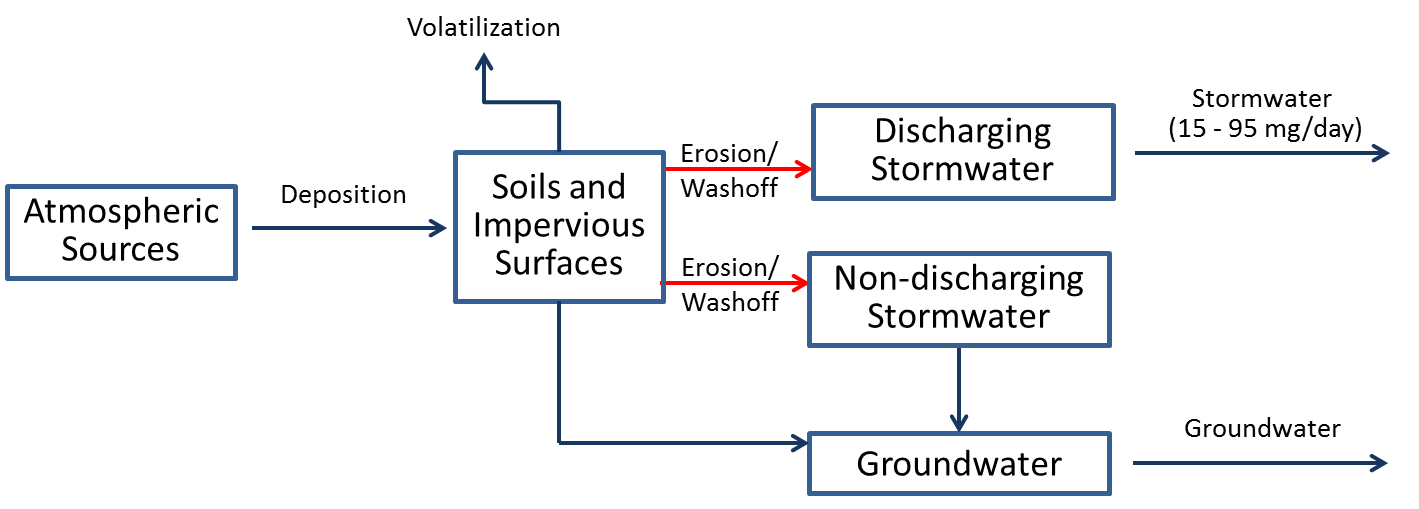 Volatilization
Atmospheric
Sources
Deposition
Soils and
Impervious
Surfaces
Erosion/
Washoff
Discharging
Stormwater
Stormwater
(15 - 95 mg/day)
Erosion/
Washoff
Non-discharging
Stormwater
Groundwater
Groundwater